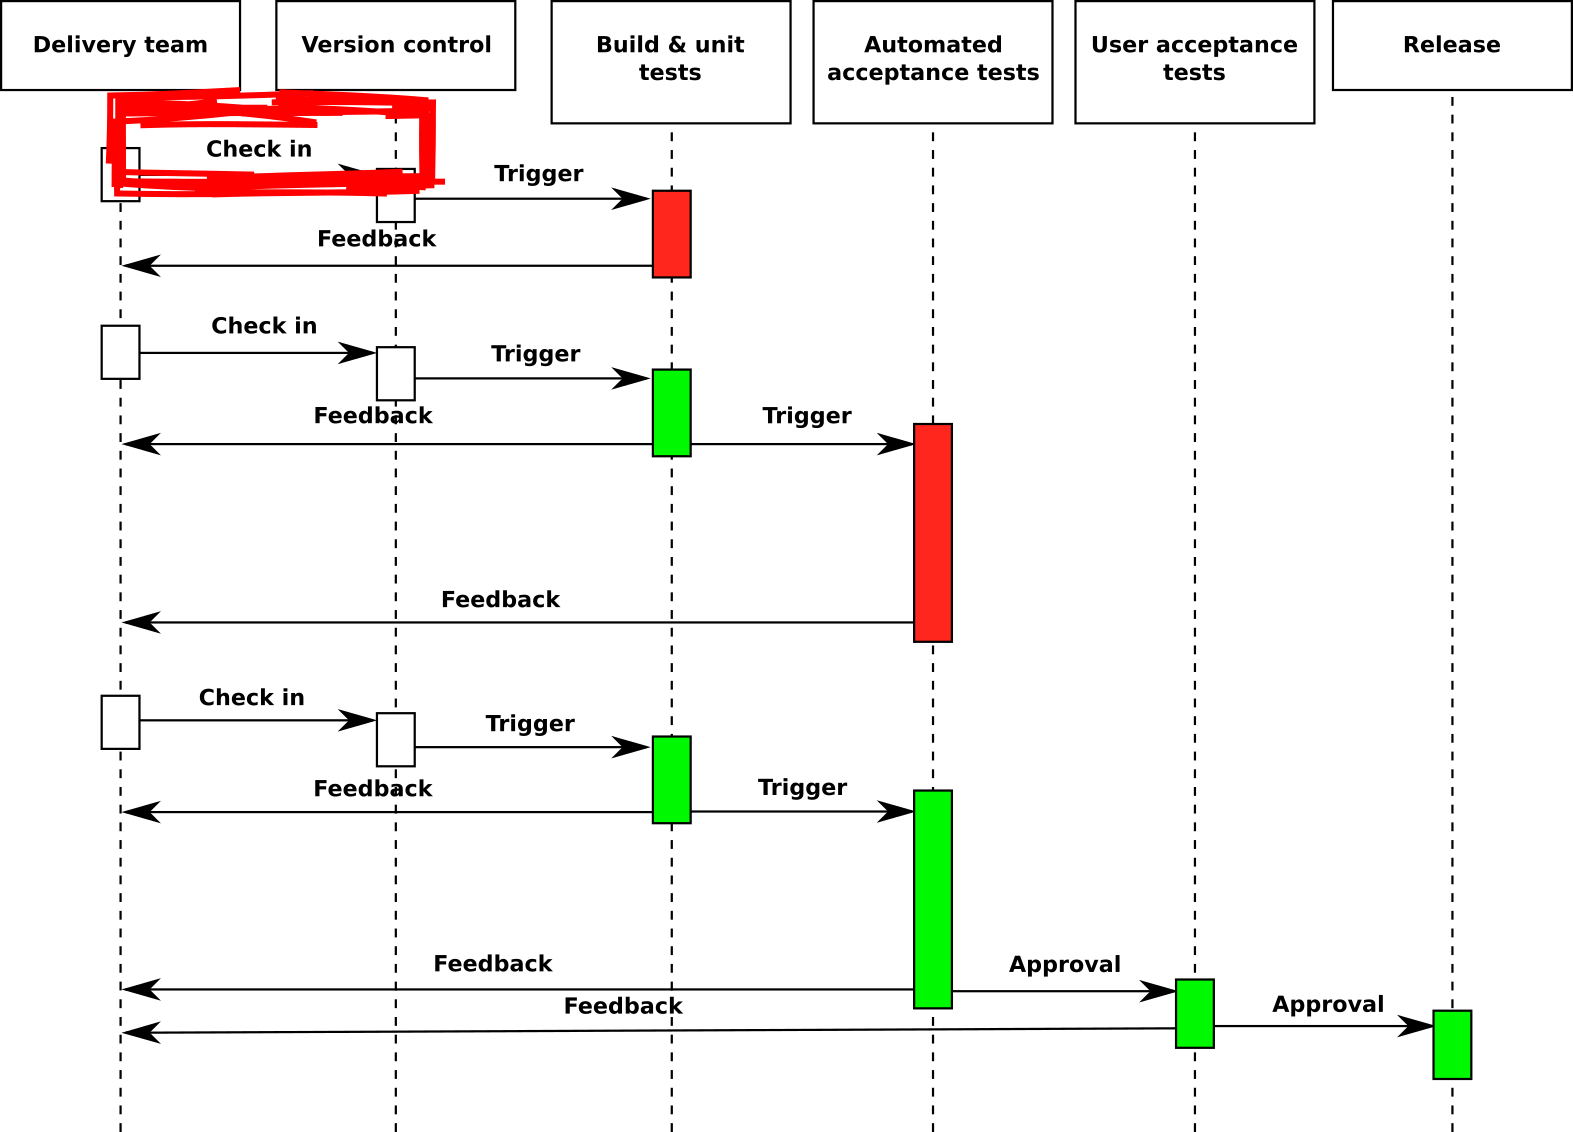 Delivery team
Version control
Build & unit
tests
Automated
acceptance tests
User acceptance
tests
Release
Check in
Trigger
Feedback
Check in
Trigger
Feedback
Trigger
Feedback
Check in
Trigger
Feedback
Trigger
Feedback
Approval
Feedback
Approval